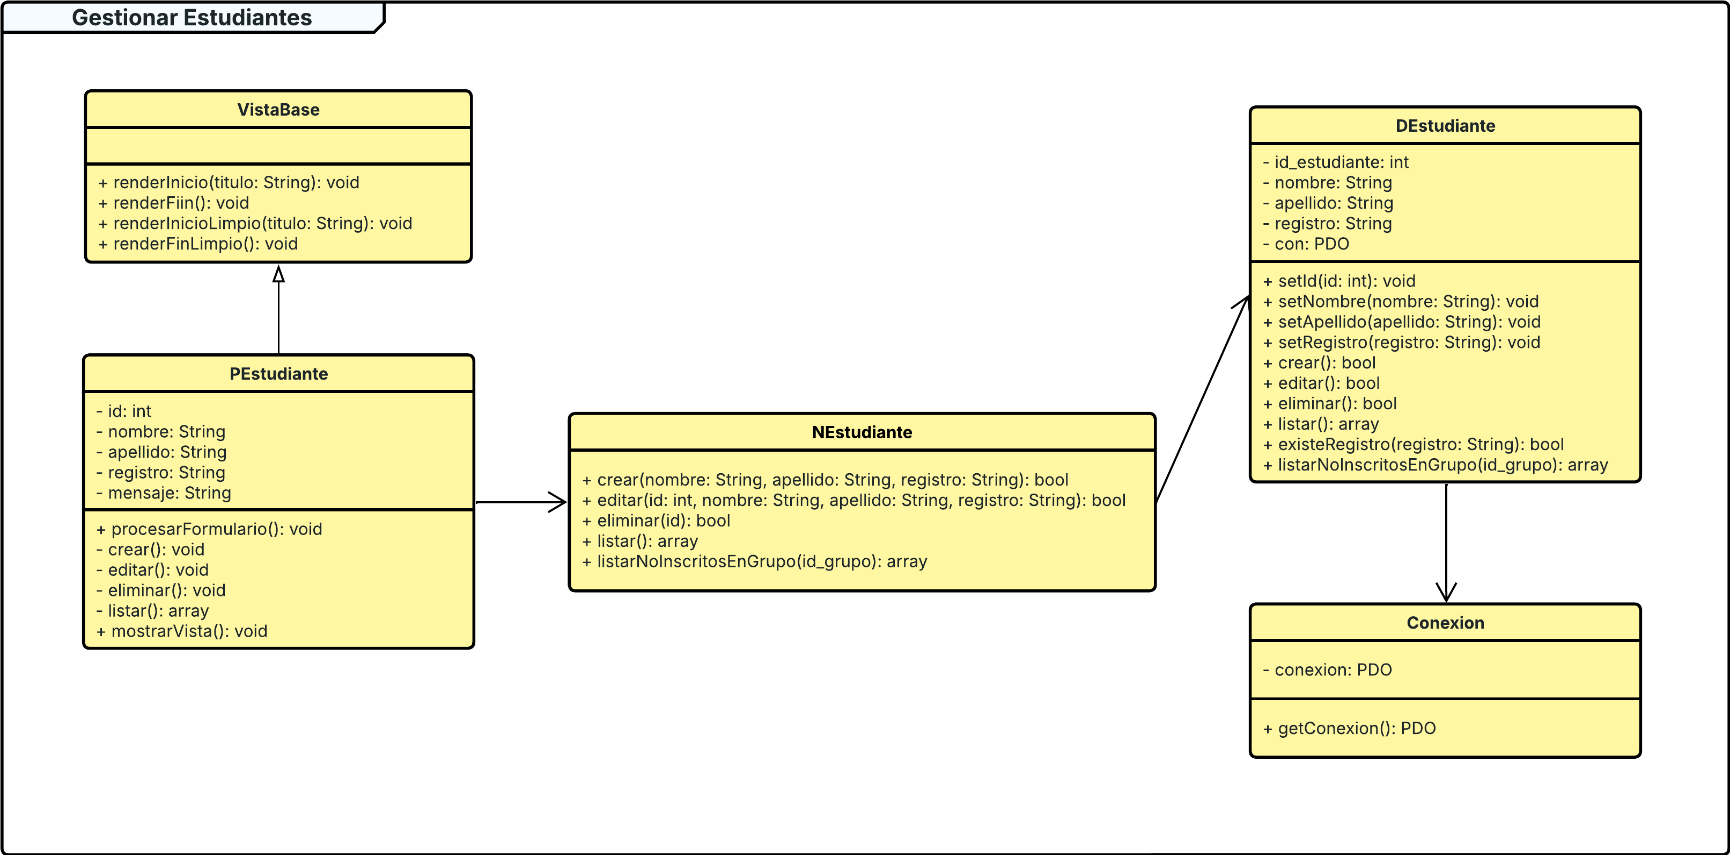 Gestionar Estudiantes
VistaBase
+ renderInicio(titulo: String): void
+ renderFiin(): void
+ renderInicioLimpio(titulo: String): void
+ renderFinLimpio(): void
PEstudiante
- id: int
- nombre: String
- apellido: String
- registro: String
- mensaje: String
+ procesarFormulario(): void
- crear(): void
- editar(): void
- eliminar(): void
- listar(): array
+ mostrarVista(): void
NEstudiante
+ crear(nombre: String, apellido: String, registro: String): bool
+ editar(id: int, nombre: String, apellido: String, registro: String): bool
+ eliminar(id): bool
+ listar(): array
+ listarNoInscritosEnGrupo(id_grupo): array
DEstudiante
- id_estudiante: int
- nombre: String
- apellido: String
- registro: String
- con: PDO
+ setId(id: int): void
+ setNombre(nombre: String): void
+ setApellido(apellido: String): void
+ setRegistro(registro: String): void
+ crear(): bool
+ editar(): bool
+ eliminar(): bool
+ listar(): array
+ existeRegistro(registro: String): bool
+ listarNoInscritosEnGrupo(id_grupo): array
Conexion
- conexion: PDO
+ getConexion(): PDO